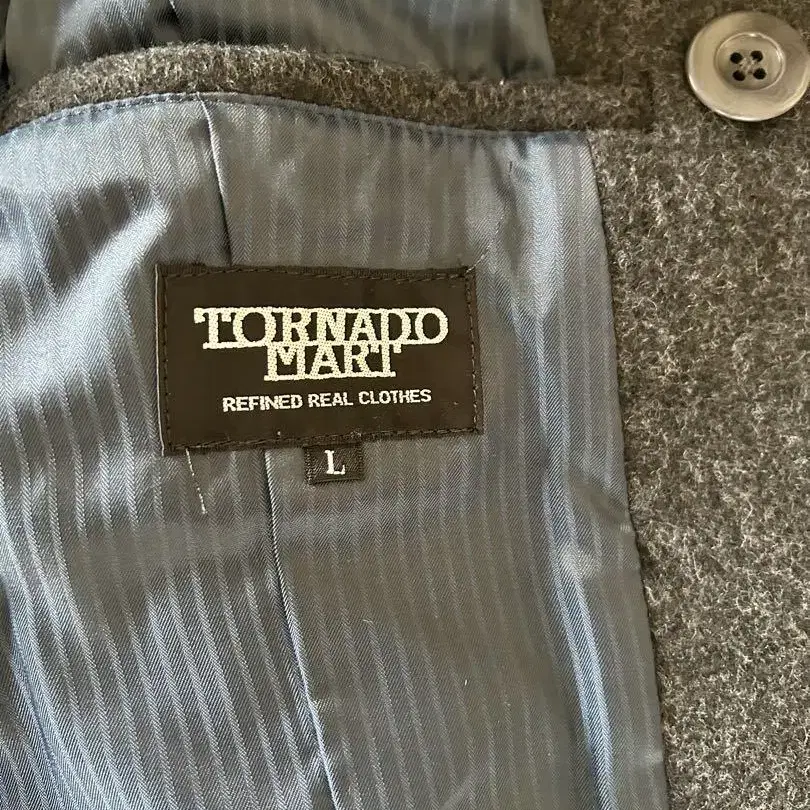 TORNADO
MART
REFINED REAL CLOTHES
L